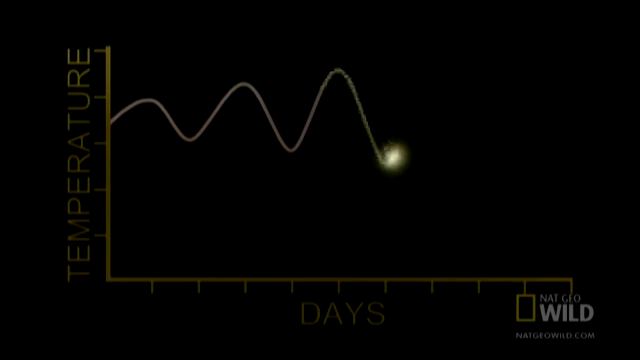 TEMPERATURE
DAYS
NAT GEO
WILD
NATGEOWILD.COM